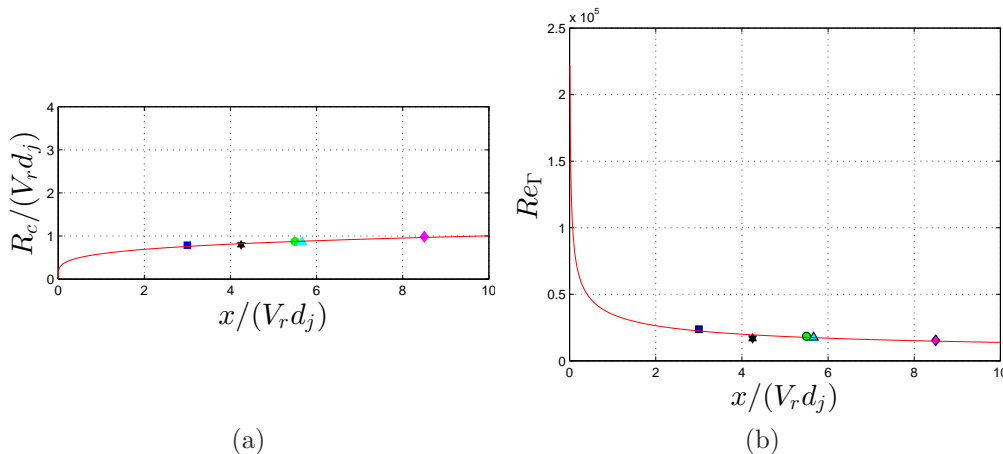 4
3
2
1
0
0 2 4 6 8 10
R_c/(V_r d_j)
x/(V_r d_j)
(a)
x 10^5
2.5
2
1.5
1
0.5
0
0 2 4 6 8 10
Re_Γ
x/(V_r d_j)
(b)